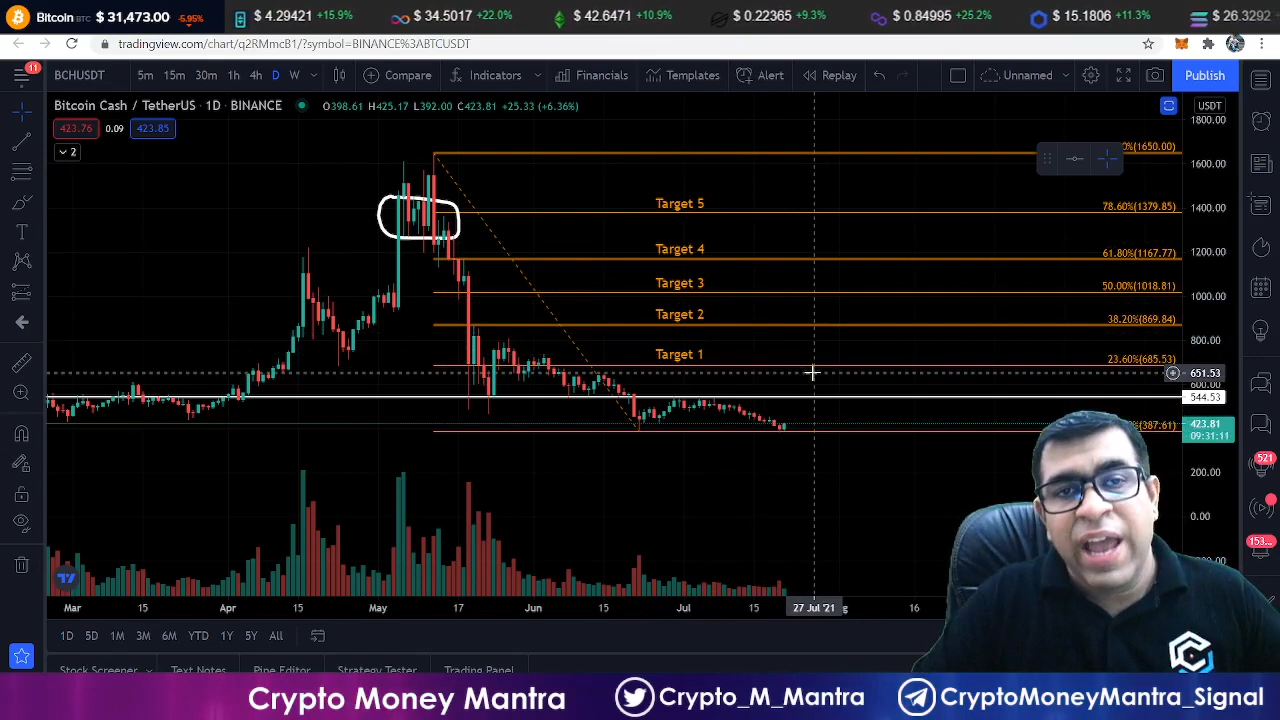 Bitcoin BTC $ 31,473.00 -5.95% $ 4.29421 +15.9% $ 34.5017 +22.0% $ 42.6471 +10.9% $ 0.22365 +9.3% $ 0.84995 +25.2% $ 15.1806 +11.3% $ 26.3292
tradingview.com/chart/q2RMmcB1/?symbol=BINANCE%3ABTCUSDT
11 BCHUSDT 5m 15m 30m 1h 4h D W Compare Indicators Financials Templates Alert Replay Unnamed Publish
Bitcoin Cash / TetherUS · 1D · BINANCE O398.61 H425.17 L392.00 C423.81 +25.33 (+6.36%) USDT
423.76 0.09 423.85
1800.00
2
0%(1650.00)
1600.00
Target 5 78.60%(1379.85) 1400.00
Target 4 61.80%(1167.77) 1200.00
Target 3 50.00%(1018.81) 1000.00
Target 2 38.20%(869.84)
800.00
Target 1 23.60%(685.53)
651.53
600.00
544.53
%(387.61) 423.81
09:31:11
521
200.00
0.00
153...
Mar 15 Apr 15 May 17 Jun 15 Jul 15 27 Jul '21 16
1D 5D 1M 3M 6M YTD 1Y 5Y All
Stock Screener Text Notes Pine Editor Strategy Tester Trading Panel
Crypto Money Mantra Crypto_M_Mantra CryptoMoneyMantra_Signal